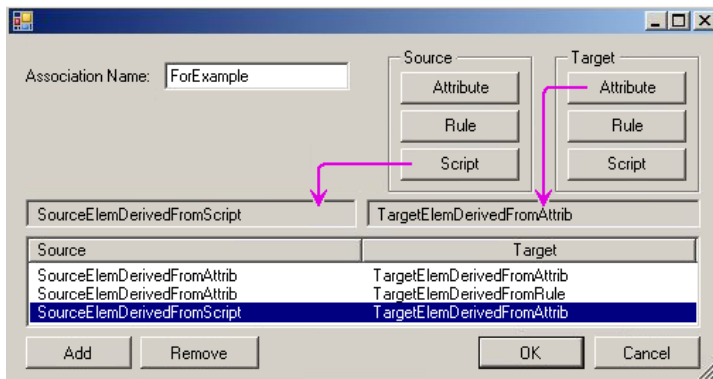 Association Name: ForExample
Source
Attribute
Rule
Script
Target
Attribute
Rule
Script
SourceElemDerivedFromScript TargetElemDerivedFromAttrib
Source Target
SourceElemDerivedFromAttrib TargetElemDerivedFromAttrib
SourceElemDerivedFromAttrib TargetElemDerivedFromRule
SourceElemDerivedFromScript TargetElemDerivedFromAttrib
Add Remove OK Cancel